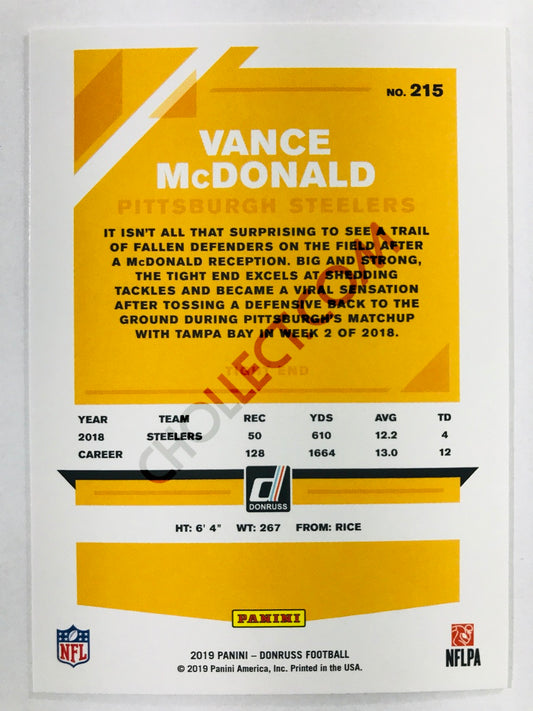 NO. 215
VANCE
McDONALD
PITTSBURGH STEELERS
IT ISN'T ALL THAT SURPRISING TO SEE A TRAIL
OF FALLEN DEFENDERS ON THE FIELD AFTER
A McDONALD RECEPTION. BIG AND STRONG,
THE TIGHT END EXCELS AT SHEDDING
TACKLES AND BECAME A VIRAL SENSATION
AFTER TOSSING A DEFENSIVE BACK TO THE
GROUND DURING PITTSBURGH'S MATCHUP
WITH TAMPA BAY IN WEEK 2 OF 2018.
TIGHT END
CHOLLECT.COM
YEAR TEAM REC YDS AVG TD
2018 STEELERS 50 610 12.2 4
CAREER 128 1664 13.0 12
DONRUSS
HT: 6' 4" WT: 267 FROM: RICE
PANINI
NFL
NFLPA
2019 PANINI – DONRUSS FOOTBALL
© 2019 Panini America, Inc. Printed in the USA.